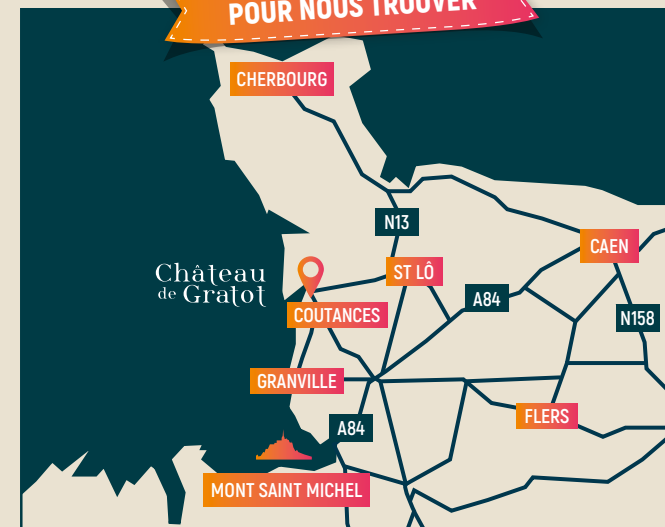 POUR NOUS TROUVER
CHERBOURG
N13
CAEN
ST LÔ
Château
de Gratot
A84
COUTANCES
N158
GRANVILLE
FLERS
A84
MONT SAINT MICHEL